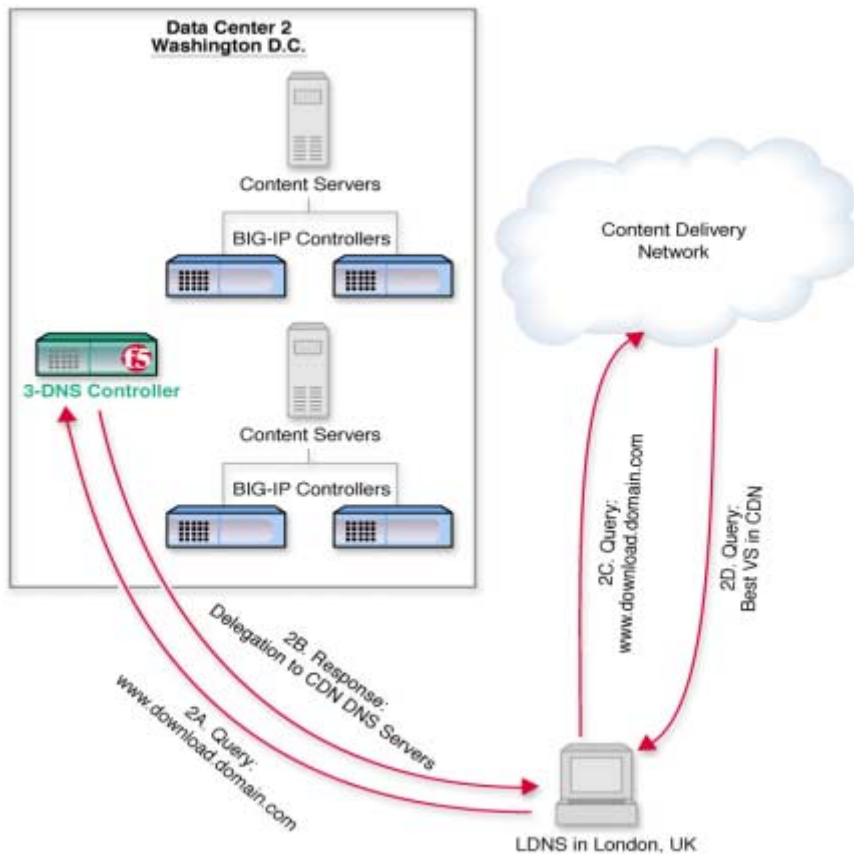 Data Center 2
Washington D.C.
Content Servers
BIG-IP Controllers
f5
3-DNS Controller
Content Servers
BIG-IP Controllers
Content Delivery
Network
2A. Query:
www.download.domain.com
2B. Response:
Delegation to CDN DNS Servers
2C. Query:
www.download.domain.com
2D. Query:
Best VS in CDN
LDNS in London, UK